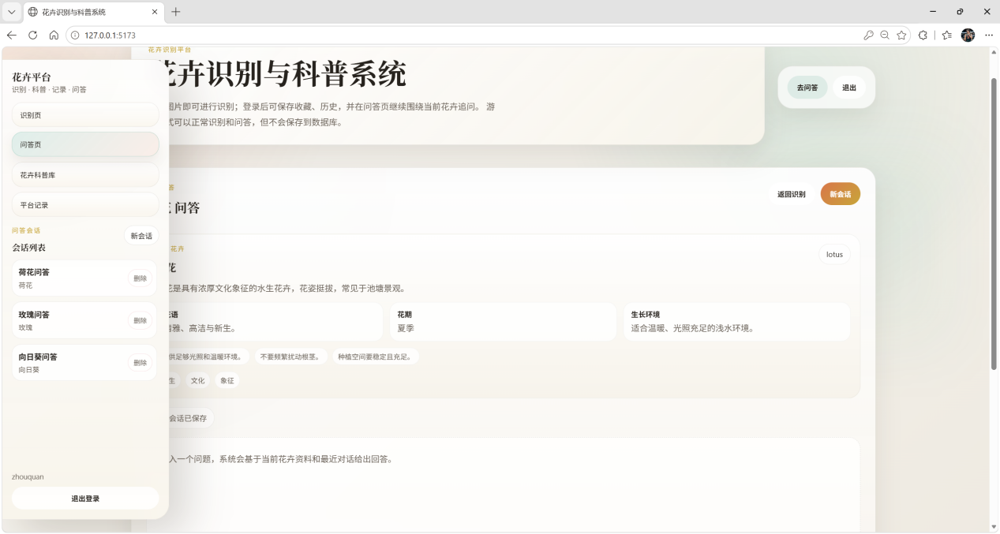 花卉识别与科普系统
127.0.0.1:5173
花卉平台
识别 · 科普 · 记录 · 问答
识别页
问答页
花卉科普库
平台记录
问答会话
新会话
会话列表
荷花问答
荷花
删除
玫瑰问答
玫瑰
删除
向日葵问答
向日葵
删除
zhouquan
退出登录
花卉识别平台
花卉识别与科普系统
图片即可进行识别；登录后可保存收藏、历史，并在问答页继续围绕当前花卉追问。 游
式可以正常识别和问答，但不会保存到数据库。
去问答
退出
答
问答
返回识别
新会话
花卉
花
lotus
花是具有浓厚文化象征的水生花卉，花姿挺拔，常见于池塘景观。
花语
清雅、高洁与新生。
花期
夏季
生长环境
适合温暖、光照充足的浅水环境。
供足够光照和温暖环境。
不要频繁扰动根茎。
种植空间要稳定且充足。
生
文化
象征
会话已保存
入一个问题，系统会基于当前花卉资料和最近对话给出回答。